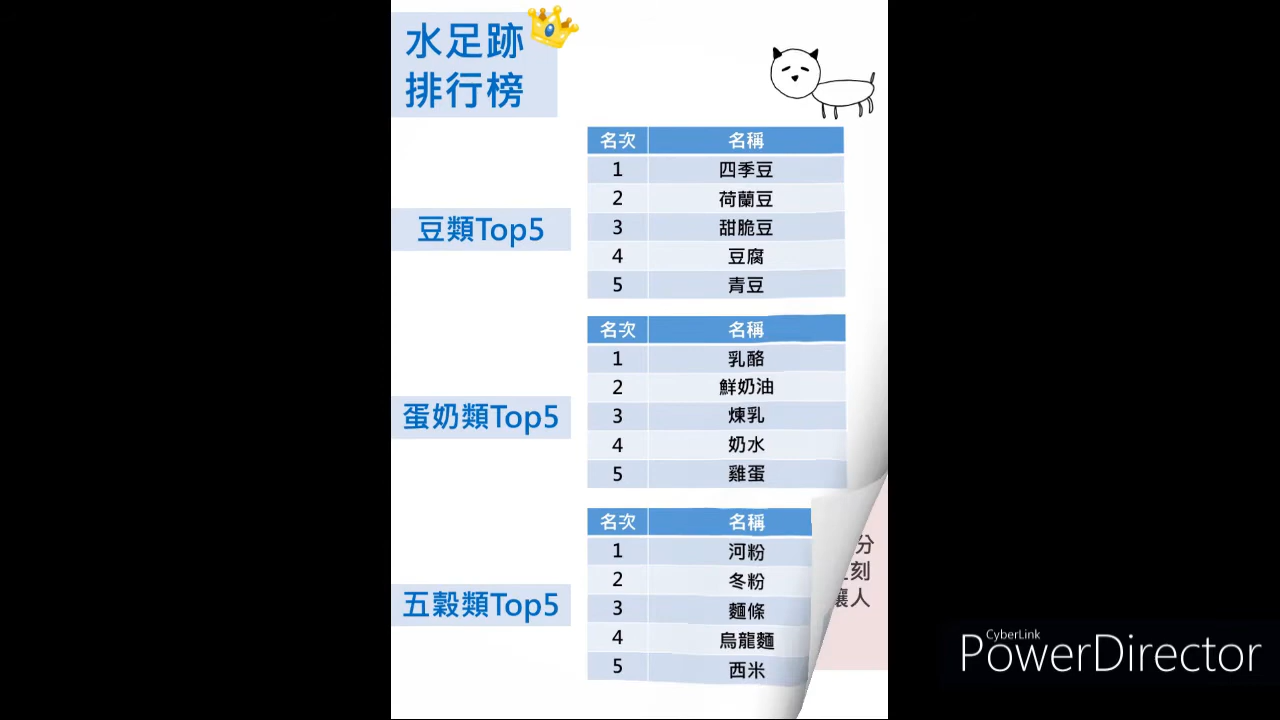 水足跡
排行榜
豆類Top5
名次 名稱
1 四季豆
2 荷蘭豆
3 甜脆豆
4 豆腐
5 青豆
蛋奶類Top5
名次 名稱
1 乳酪
2 鮮奶油
3 煉乳
4 奶水
5 雞蛋
五穀類Top5
名次 名稱
1 河粉
2 冬粉
3 麵條
4 烏龍麵
5 西米
分
刻
讓人
CyberLink
PowerDirector